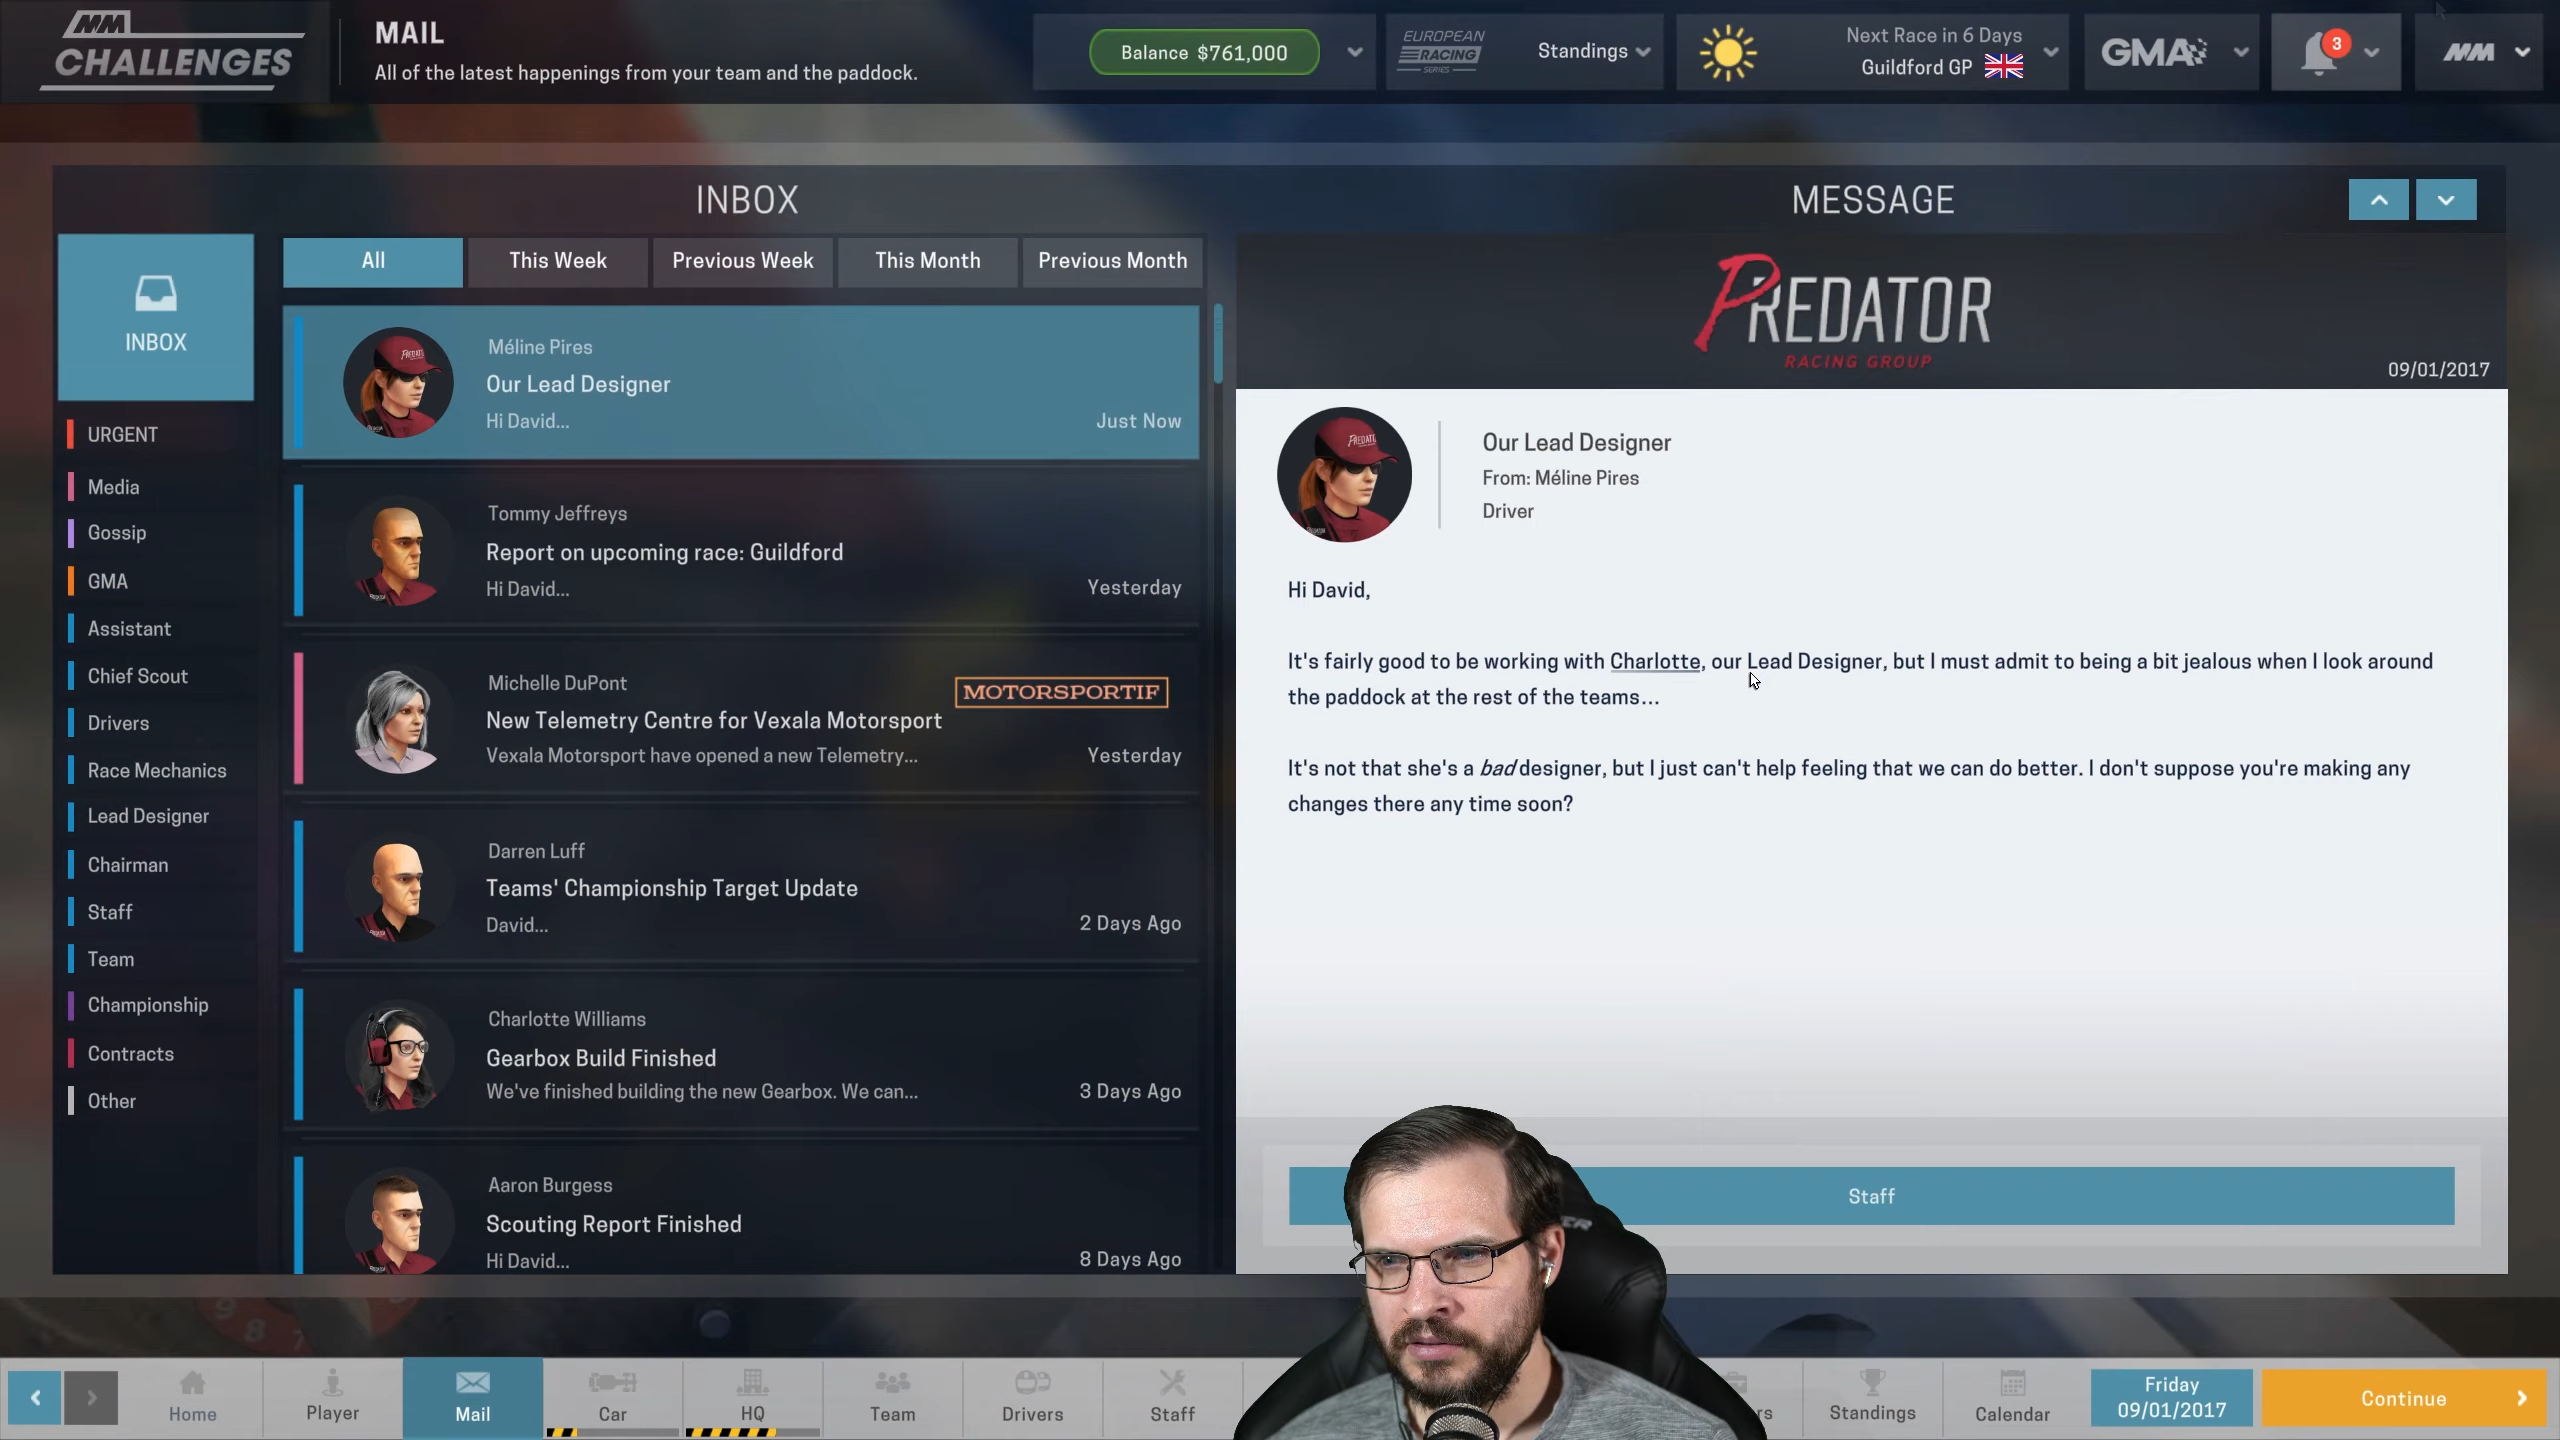 MM
CHALLENGES
MAIL
All of the latest happenings from your team and the paddock.
Balance $761,000
EUROPEAN
RACING
SERIES
Standings
Next Race in 6 Days
Guildford GP
GMA
3
MM
INBOX
MESSAGE
INBOX
All
This Week
Previous Week
This Month
Previous Month
URGENT
Media
Gossip
GMA
Assistant
Chief Scout
Drivers
Race Mechanics
Lead Designer
Chairman
Staff
Team
Championship
Contracts
Other
Méline Pires
Our Lead Designer
Hi David...
Just Now
Tommy Jeffreys
Report on upcoming race: Guildford
Hi David...
Yesterday
Michelle DuPont
MOTORSPORTIF
New Telemetry Centre for Vexala Motorsport
Vexala Motorsport have opened a new Telemetry...
Yesterday
Darren Luff
Teams' Championship Target Update
David...
2 Days Ago
Charlotte Williams
Gearbox Build Finished
We've finished building the new Gearbox. We can...
3 Days Ago
Aaron Burgess
Scouting Report Finished
Hi David...
8 Days Ago
PREDATOR
RACING GROUP
09/01/2017
Our Lead Designer
From: Méline Pires
Driver
Hi David,
It's fairly good to be working with Charlotte, our Lead Designer, but I must admit to being a bit jealous when I look around
the paddock at the rest of the teams...
It's not that she's a bad designer, but I just can't help feeling that we can do better. I don't suppose you're making any
changes there any time soon?
Staff
Home
Player
Mail
Car
HQ
Team
Drivers
Staff
Standings
Calendar
Friday
09/01/2017
Continue